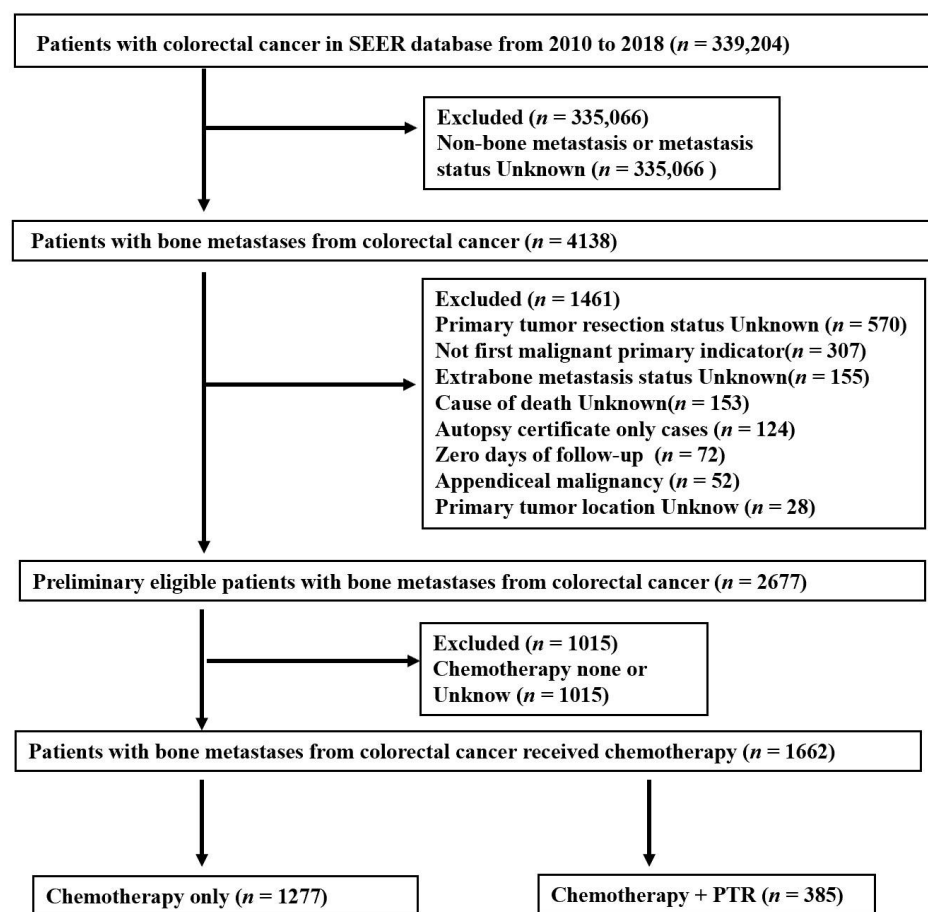 Patients with colorectal cancer in SEER database from 2010 to 2018 (n = 339,204)
Excluded (n = 335,066)
Non-bone metastasis or metastasis
status Unknown (n = 335,066 )
Patients with bone metastases from colorectal cancer (n = 4138)
Excluded (n = 1461)
Primary tumor resection status Unknown (n = 570)
Not first malignant primary indicator(n = 307)
Extrabone metastasis status Unknown(n = 155)
Cause of death Unknown(n = 153)
Autopsy certificate only cases (n = 124)
Zero days of follow-up (n = 72)
Appendiceal malignancy (n = 52)
Primary tumor location Unknow (n = 28)
Preliminary eligible patients with bone metastases from colorectal cancer (n = 2677)
Excluded (n = 1015)
Chemotherapy none or
Unknow (n = 1015)
Patients with bone metastases from colorectal cancer received chemotherapy (n = 1662)
Chemotherapy only (n = 1277)
Chemotherapy + PTR (n = 385)